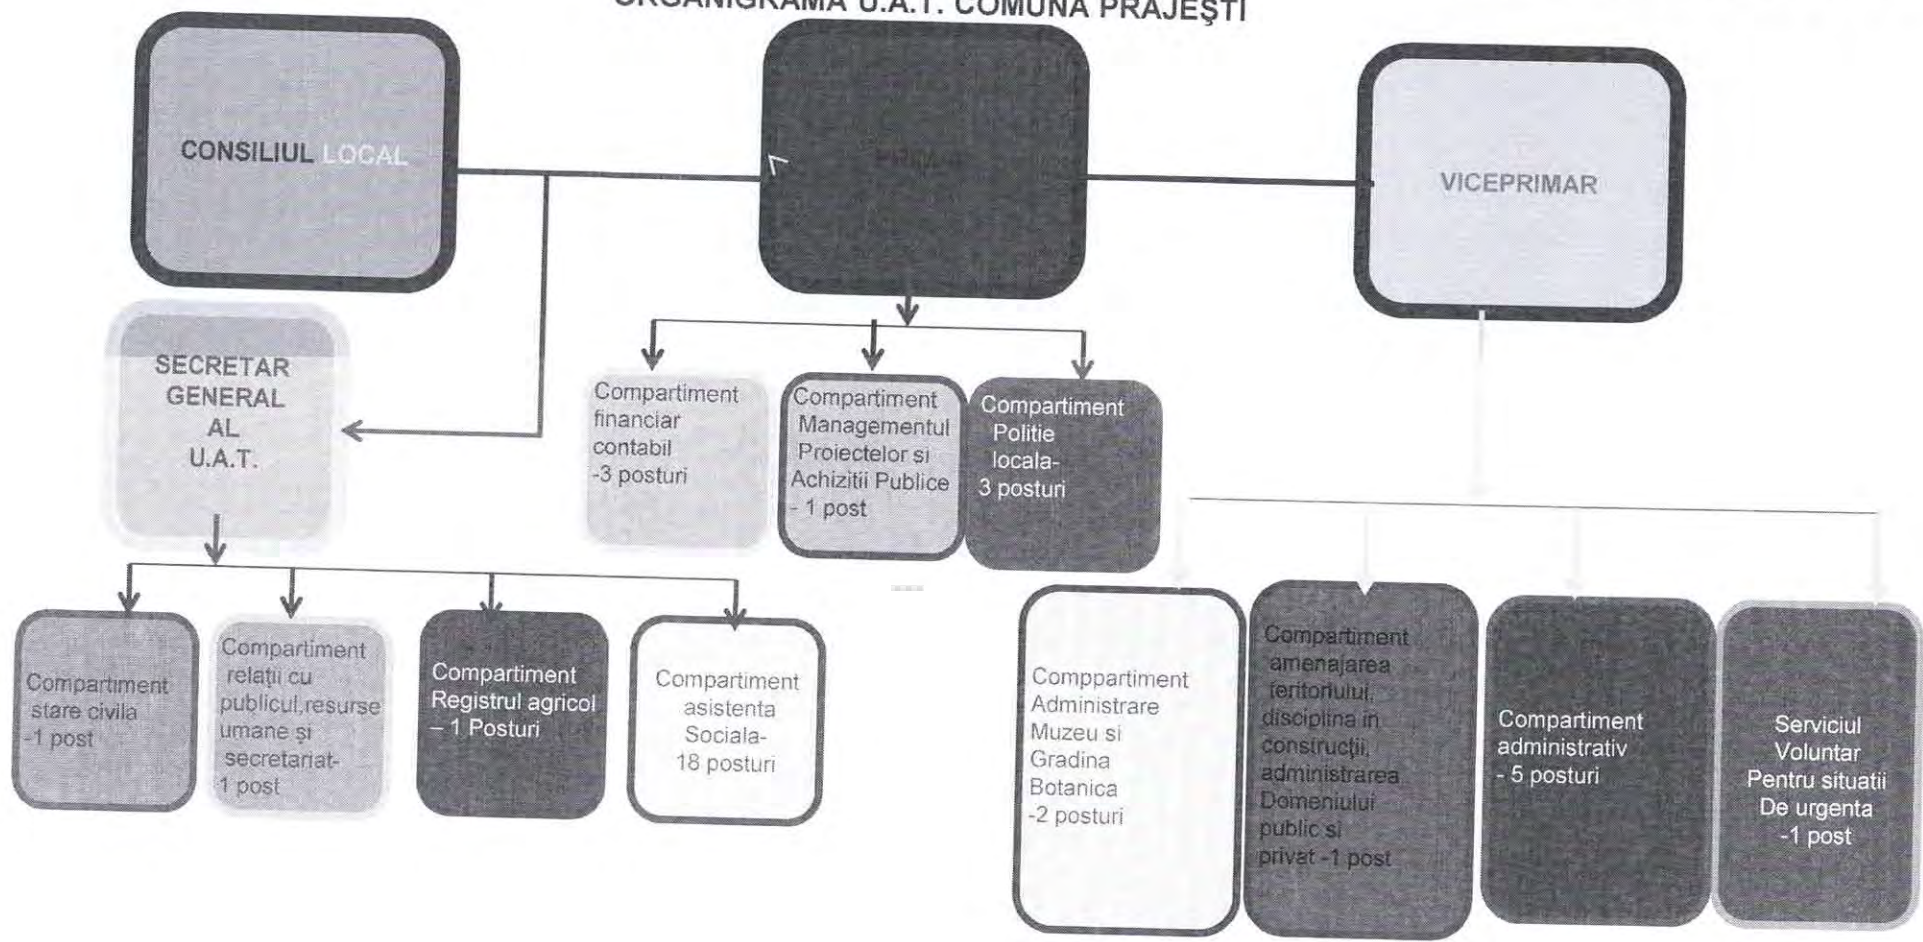 ORGANIGRAMA U.A.T. COMUNA PRĂJEŞTI
CONSILIUL LOCAL
VICEPRIMAR
SECRETAR
GENERAL
AL
U.A.T.
Compartiment
financiar
contabil
-3 posturi
Compartiment
Managementul
Proiectelor si
Achizitii Publice
- 1 post
Compartiment
Politie
locala-
3 posturi
Compartiment
stare civila
-1 post
Compartiment
relaţii cu
publicul,resurse
umane şi
secretariat-
1 post
Compartiment
Registrul agricol
– 1 Posturi
Compartiment
asistenta
Sociala-
18 posturi
Comppartiment
Administrare
Muzeu si
Gradina
Botanica
-2 posturi
Compartiment
amenajarea
teritoriului,
disciplina in
construcţii,
administrarea
Domeniului
public si
privat -1 post
Compartiment
administrativ
- 5 posturi
Serviciul
Voluntar
Pentru situatii
De urgenta
-1 post